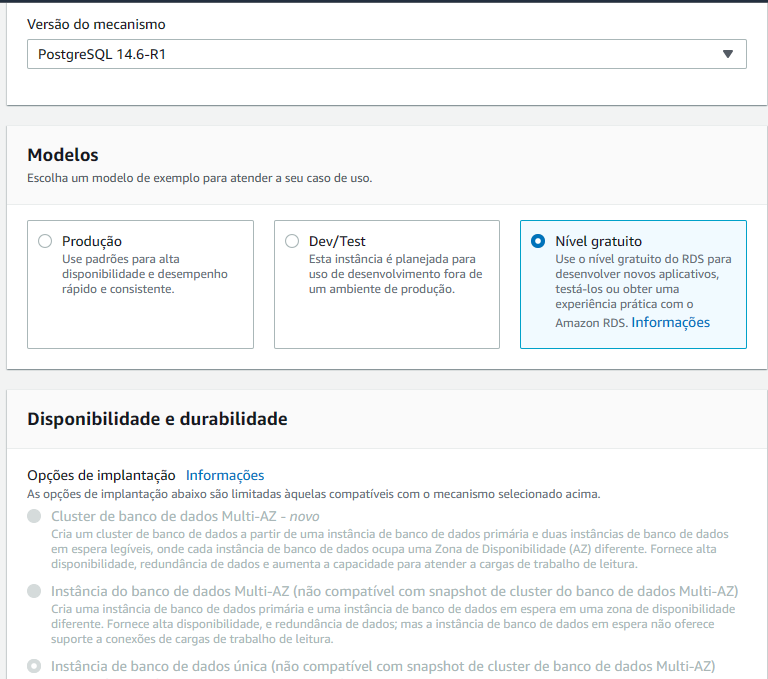 Versão do mecanismo
PostgreSQL 14.6-R1
Modelos
Escolha um modelo de exemplo para atender a seu caso de uso.
Produção
Use padrões para alta
disponibilidade e desempenho
rápido e consistente.
Dev/Test
Esta instância é planejada para
uso de desenvolvimento fora de
um ambiente de produção.
Nível gratuito
Use o nível gratuito do RDS para
desenvolver novos aplicativos,
testá-los ou obter uma
experiência prática com o
Amazon RDS. Informações
Disponibilidade e durabilidade
Opções de implantação Informações
As opções de implantação abaixo são limitadas àquelas compatíveis com o mecanismo selecionado acima.
Cluster de banco de dados Multi-AZ - novo
Cria um cluster de banco de dados a partir de uma instância de banco de dados primária e duas instâncias de banco de dados
em espera legíveis, onde cada instância de banco de dados ocupa uma Zona de Disponibilidade (AZ) diferente. Fornece alta
disponibilidade, redundância de dados e aumenta a capacidade para atender a cargas de trabalho de leitura.
Instância do banco de dados Multi-AZ (não compatível com snapshot de cluster do banco de dados Multi-AZ)
Cria uma instância de banco de dados primária e uma instância de banco de dados em espera em uma zona de disponibilidade
diferente. Fornece alta disponibilidade, e redundância de dados; mas a instância de banco de dados em espera não oferece
suporte a conexões de cargas de trabalho de leitura.
Instância de banco de dados única (não compatível com snapshot de cluster de banco de dados Multi-AZ)